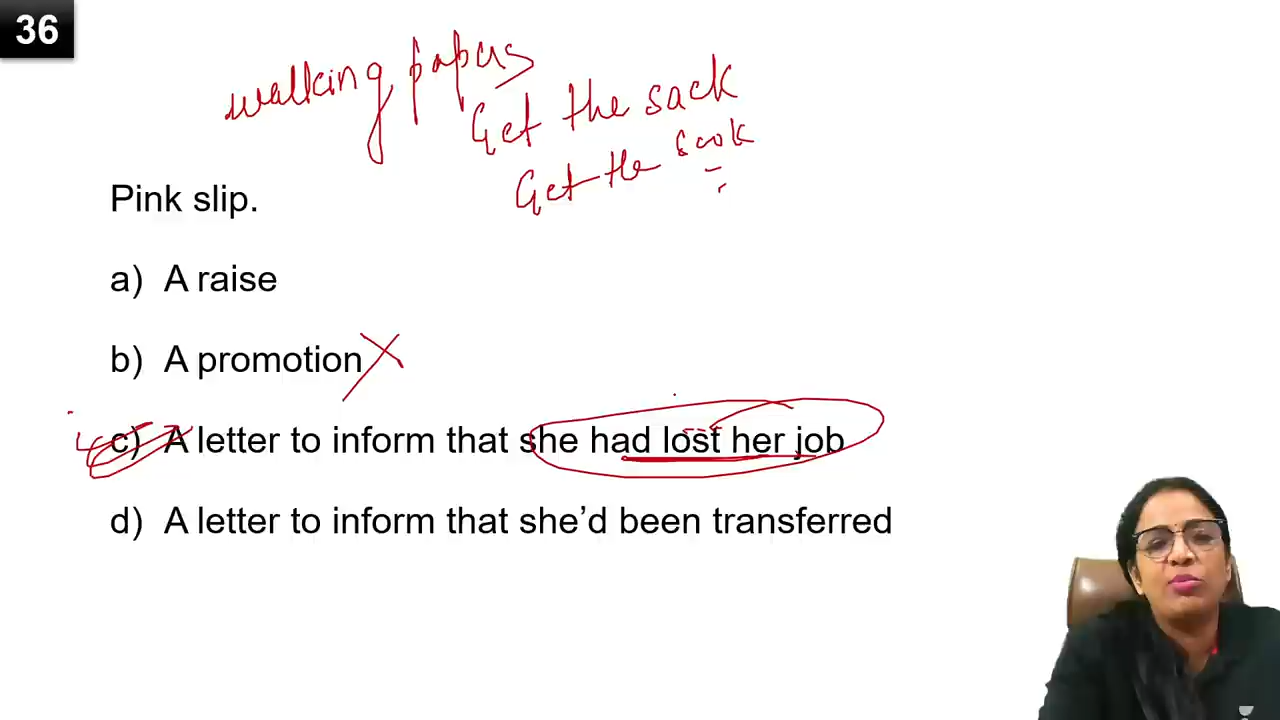 36
walking papers
Get the sack
Get the
Pink slip.
a) A raise
b) A promotion
c) A letter to inform that she had lost her job
d) A letter to inform that she’d been transferred